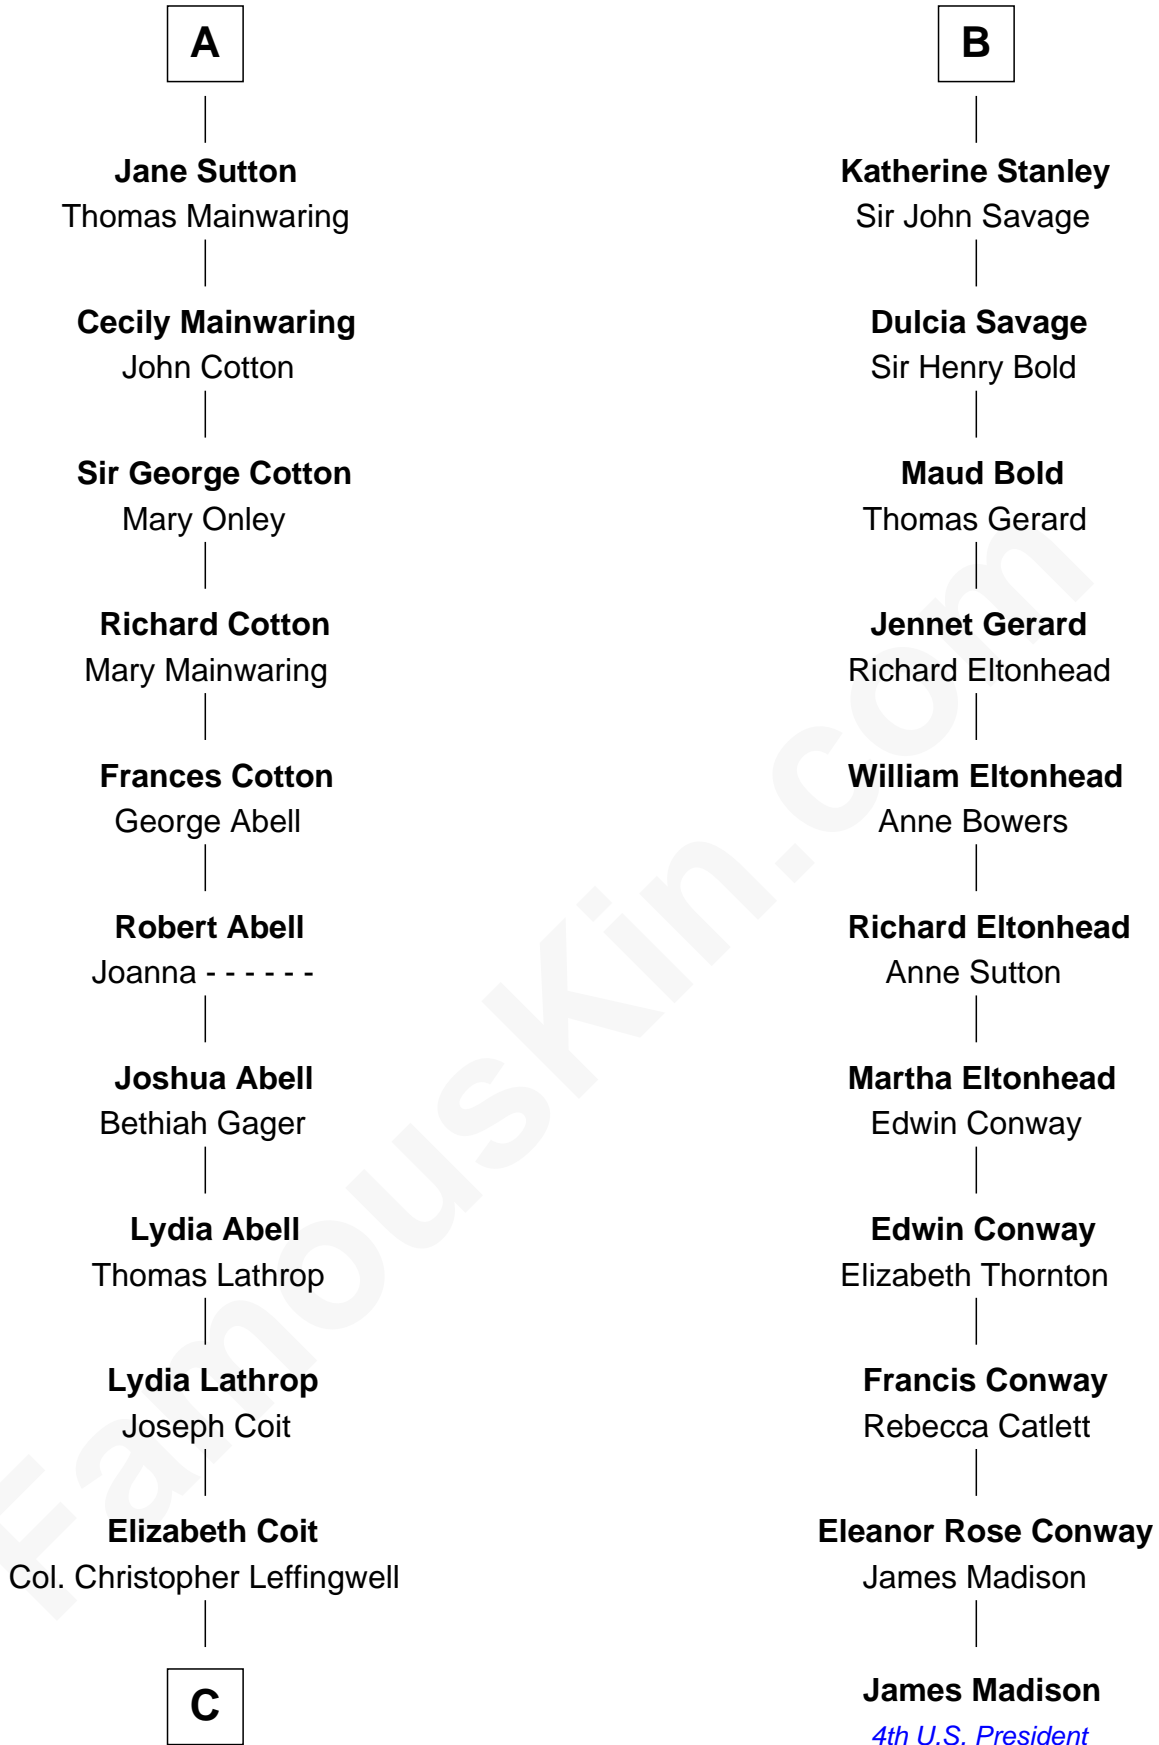 A
Jane Sutton
Thomas Mainwaring
Cecily Mainwaring
John Cotton
Sir George Cotton
Mary Onley
Richard Cotton
Mary Mainwaring
Frances Cotton
George Abell
Robert Abell
Joanna - - - - - -
Joshua Abell
Bethiah Gager
Lydia Abell
Thomas Lathrop
Lydia Lathrop
Joseph Coit
Elizabeth Coit
Col. Christopher Leffingwell
C
B
Katherine Stanley
Sir John Savage
Dulcia Savage
Sir Henry Bold
Maud Bold
Thomas Gerard
Jennet Gerard
Richard Eltonhead
William Eltonhead
Anne Bowers
Richard Eltonhead
Anne Sutton
Martha Eltonhead
Edwin Conway
Edwin Conway
Elizabeth Thornton
Francis Conway
Rebecca Catlett
Eleanor Rose Conway
James Madison
James Madison
4th U.S. President
FamousKin.com